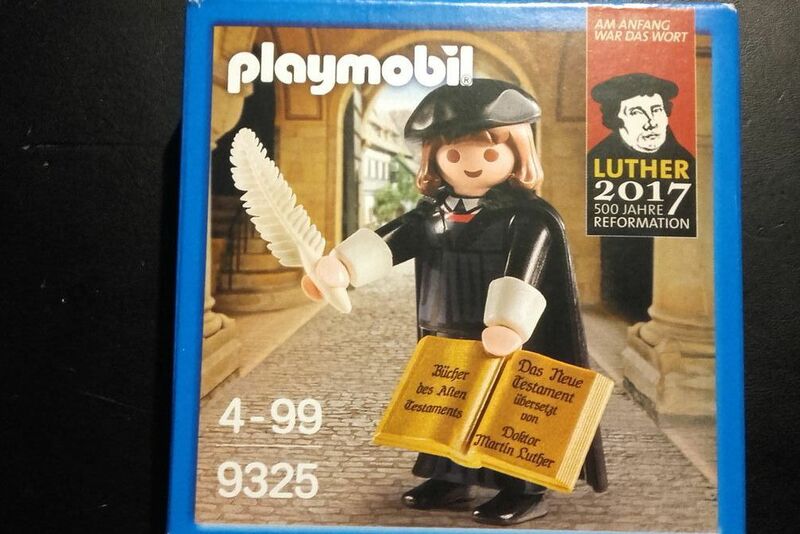 playmobil®
AM ANFANG
WAR DAS WORT
LUTHER
2017
500 JAHRE
REFORMATION
Bücher
des Alten
Testaments
Das Neue
Testament
übersetzt
von
Doktor
Martin Luther
4-99
9325